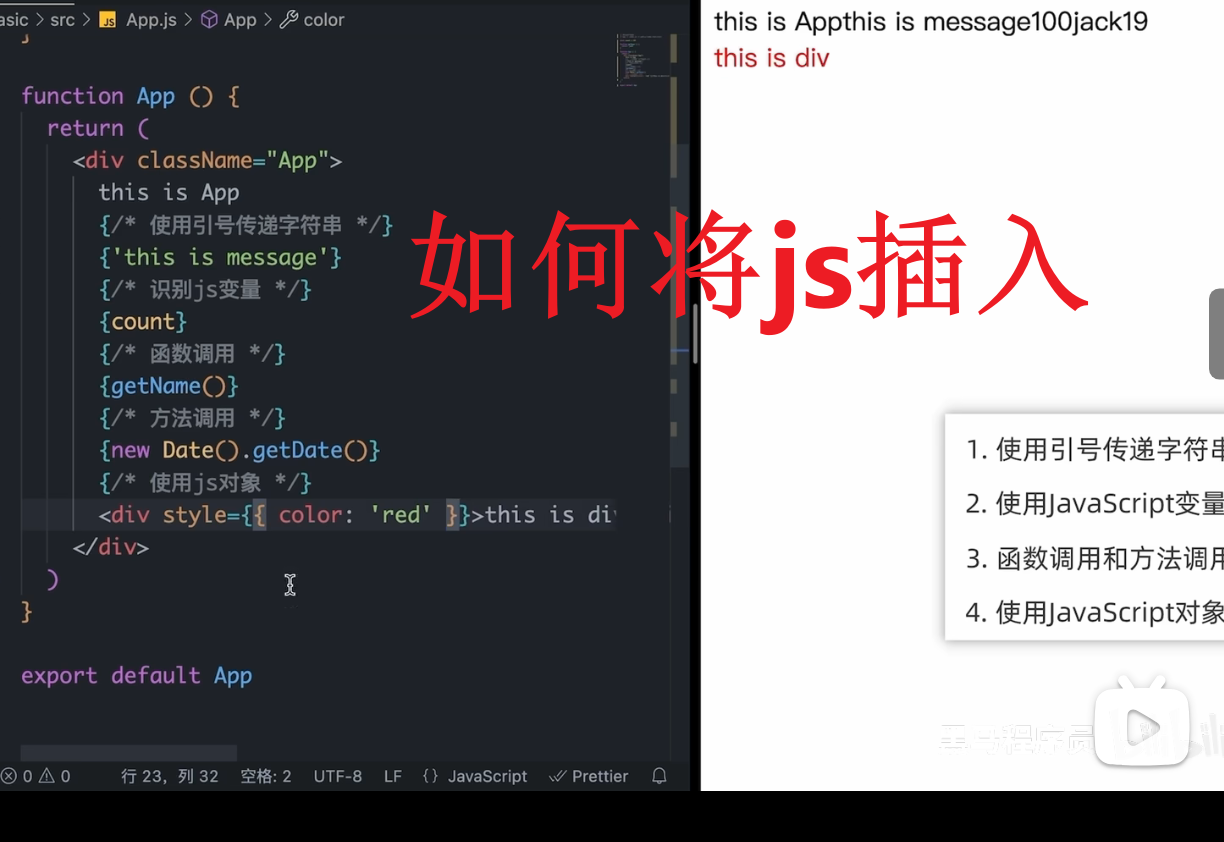 asic > src > JS App.js > App > color
}
function App () {
return (
<div className="App">
this is App
{/* 使用引号传递字符串 */}
{'this is message'}
{/* 识别js变量 */}
{count}
{/* 函数调用 */}
{getName()}
{/* 方法调用 */}
{new Date().getDate()}
{/* 使用js对象 */}
<div style={{ color: 'red' }}>this is di
</div>
)
}
export default App
0 0 行 23，列 32 空格: 2 UTF-8 LF {} JavaScript Prettier
如何将js插入
this is Appthis is message100jack19
this is div
1. 使用引号传递字符串
2. 使用JavaScript变量
3. 函数调用和方法调用
4. 使用JavaScript对象
黑马程序员